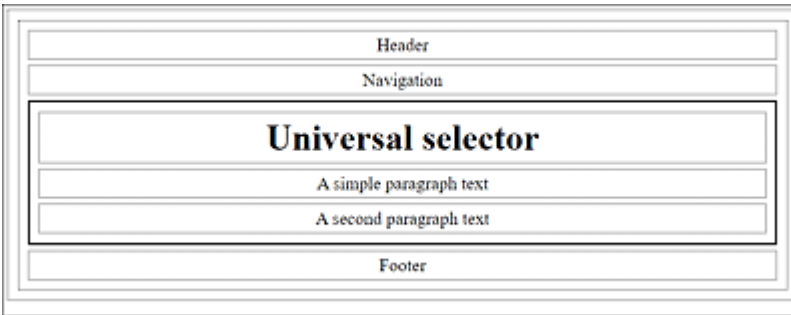 Header
Navigation
Universal selector
A simple paragraph text
A second paragraph text
Footer